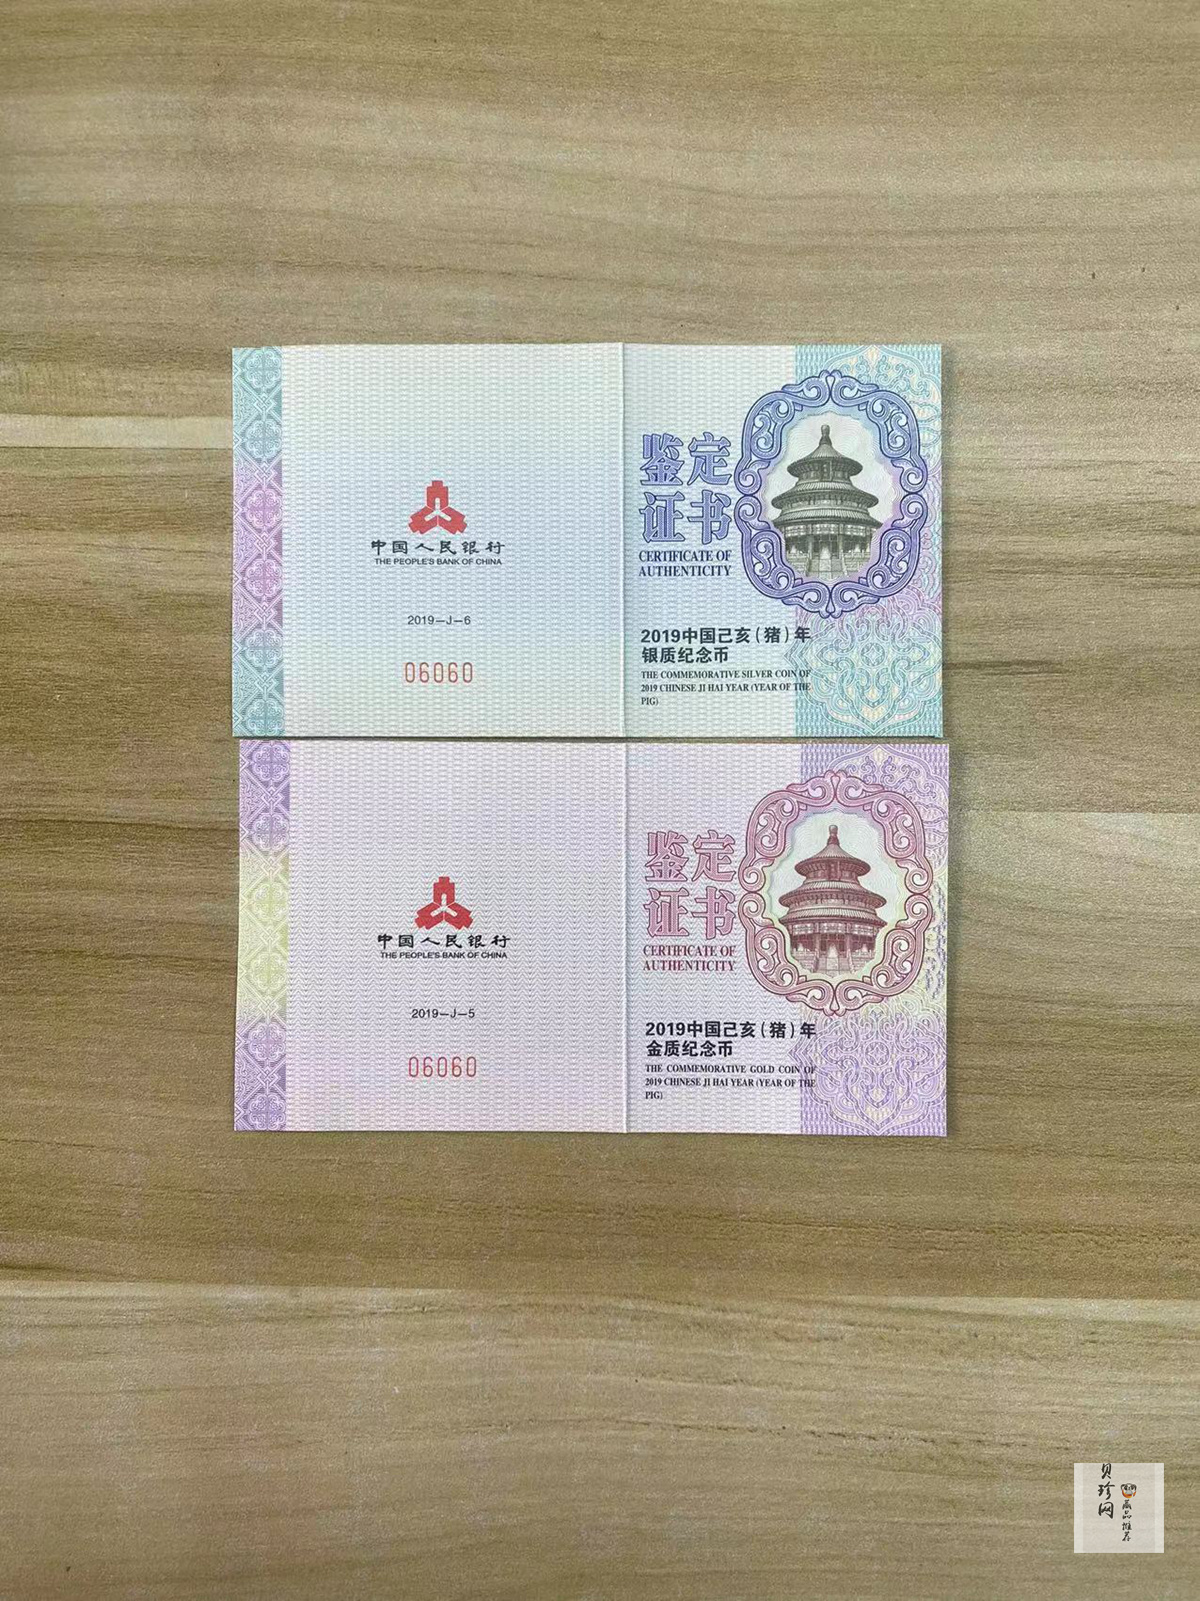 中国人民银行
THE PEOPLE'S BANK OF CHINA
2019-J-6
06060
鉴定
证书
CERTIFICATE OF
AUTHENTICITY
2019中国己亥(猪)年
银质纪念币
THE COMMEMORATIVE SILVER COIN OF
2019 CHINESE JI HAI YEAR (YEAR OF THE
PIG)
中国人民银行
THE PEOPLE'S BANK OF CHINA
2019-J-5
06060
鉴定
证书
CERTIFICATE OF
AUTHENTICITY
2019中国己亥(猪)年
金质纪念币
THE COMMEMORATIVE GOLD COIN OF
2019 CHINESE JI HAI YEAR (YEAR OF THE
PIG)
贝珍网
藏品推荐